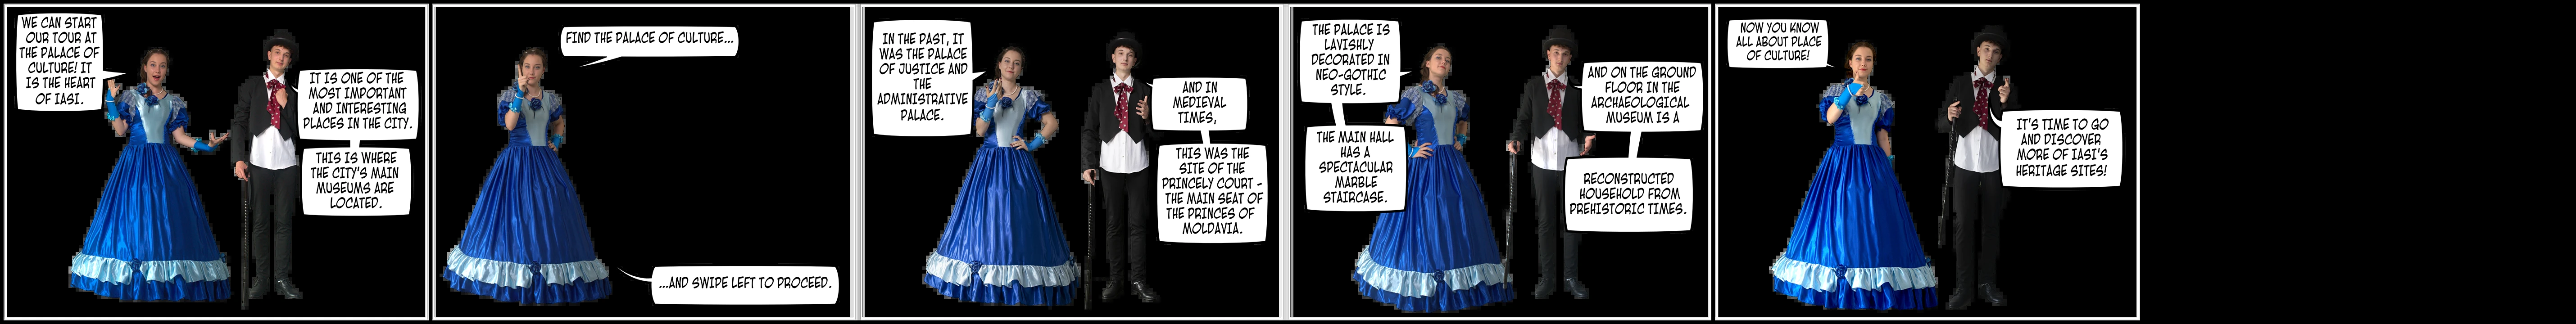 WE CAN START
OUR TOUR AT
THE PALACE OF
CULTURE! IT
IS THE HEART
OF IASI.
IT IS ONE OF THE
MOST IMPORTANT
AND INTERESTING
PLACES IN THE CITY.
THIS IS WHERE
THE CITY'S MAIN
MUSEUMS ARE
LOCATED.
FIND THE PALACE OF CULTURE...
...AND SWIPE LEFT TO PROCEED.
IN THE PAST, IT
WAS THE PALACE
OF JUSTICE AND
THE
ADMINISTRATIVE
PALACE.
AND IN
MEDIEVAL
TIMES,
THIS WAS THE
SITE OF THE
PRINCELY COURT -
THE MAIN SEAT OF
THE PRINCES OF
MOLDAVIA.
THE PALACE IS
LAVISHLY
DECORATED IN
NEO-GOTHIC
STYLE.
THE MAIN HALL
HAS A
SPECTACULAR
MARBLE
STAIRCASE.
AND ON THE GROUND
FLOOR IN THE
ARCHAEOLOGICAL
MUSEUM IS A
RECONSTRUCTED
HOUSEHOLD FROM
PREHISTORIC TIMES.
NOW YOU KNOW
ALL ABOUT PLACE
OF CULTURE!
IT'S TIME TO GO
AND DISCOVER
MORE OF IASI'S
HERITAGE SITES!